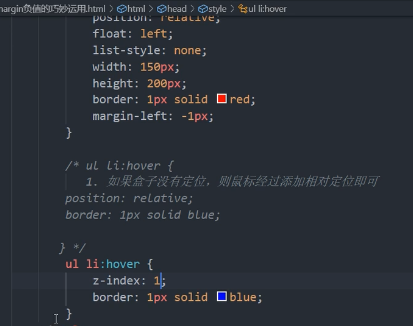 margin负值的巧妙运用.html > html > head > style > ul li:hover
position: relative;
float: left;
list-style: none;
width: 150px;
height: 200px;
border: 1px solid red;
margin-left: -1px;
}
/* ul li:hover {
1. 如果盒子没有定位，则鼠标经过添加相对定位即可
position: relative;
border: 1px solid blue;
} */
ul li:hover {
z-index: 1;
border: 1px solid blue;
}